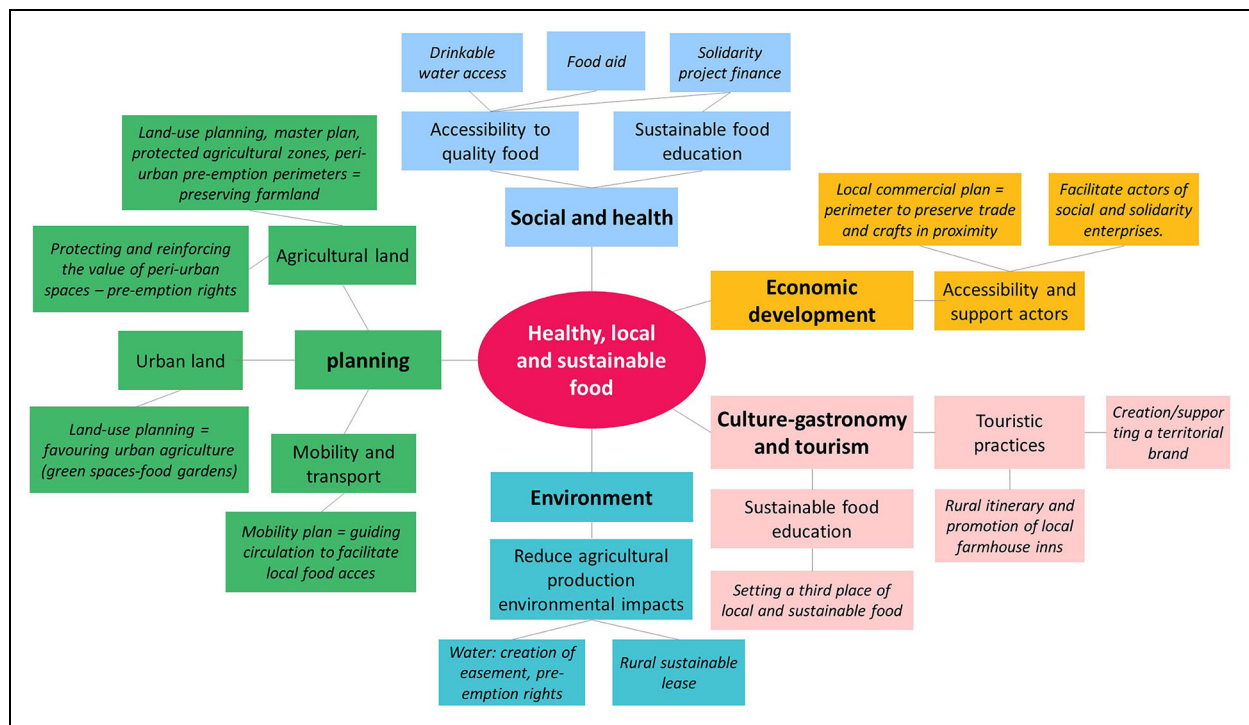 Drinkable
water access
Food aid
Solidarity
project finance
Accessibility to
quality food
Sustainable food
education
Social and health
Land-use planning, master plan,
protected agricultural zones, peri-
urban pre-emption perimeters =
preserving farmland
Protecting and reinforcing
the value of peri-urban
spaces – pre-emption rights
Agricultural land
Urban land
planning
Land-use planning =
favouring urban agriculture
(green spaces-food gardens)
Mobility and
transport
Mobility plan = guiding
circulation to facilitate
local food acces
Healthy, local
and sustainable
food
Local commercial plan =
perimeter to preserve trade
and crafts in proximity
Facilitate actors of
social and solidarity
enterprises.
Economic
development
Accessibility and
support actors
Culture-gastronomy
and tourism
Touristic
practices
Creation/suppor
ting a territorial
brand
Sustainable food
education
Rural itinerary and
promotion of local
farmhouse inns
Setting a third place of
local and sustainable food
Environment
Reduce agricultural
production
environmental impacts
Water: creation of
easement, pre-
emption rights
Rural sustainable
lease